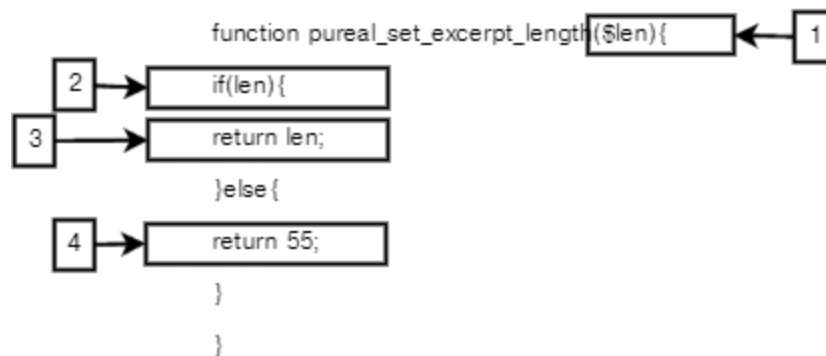 function pureal_set_excerpt_length($len){ 1
2 if(len){
3 return len;
}else{
4 return 55;
}
}